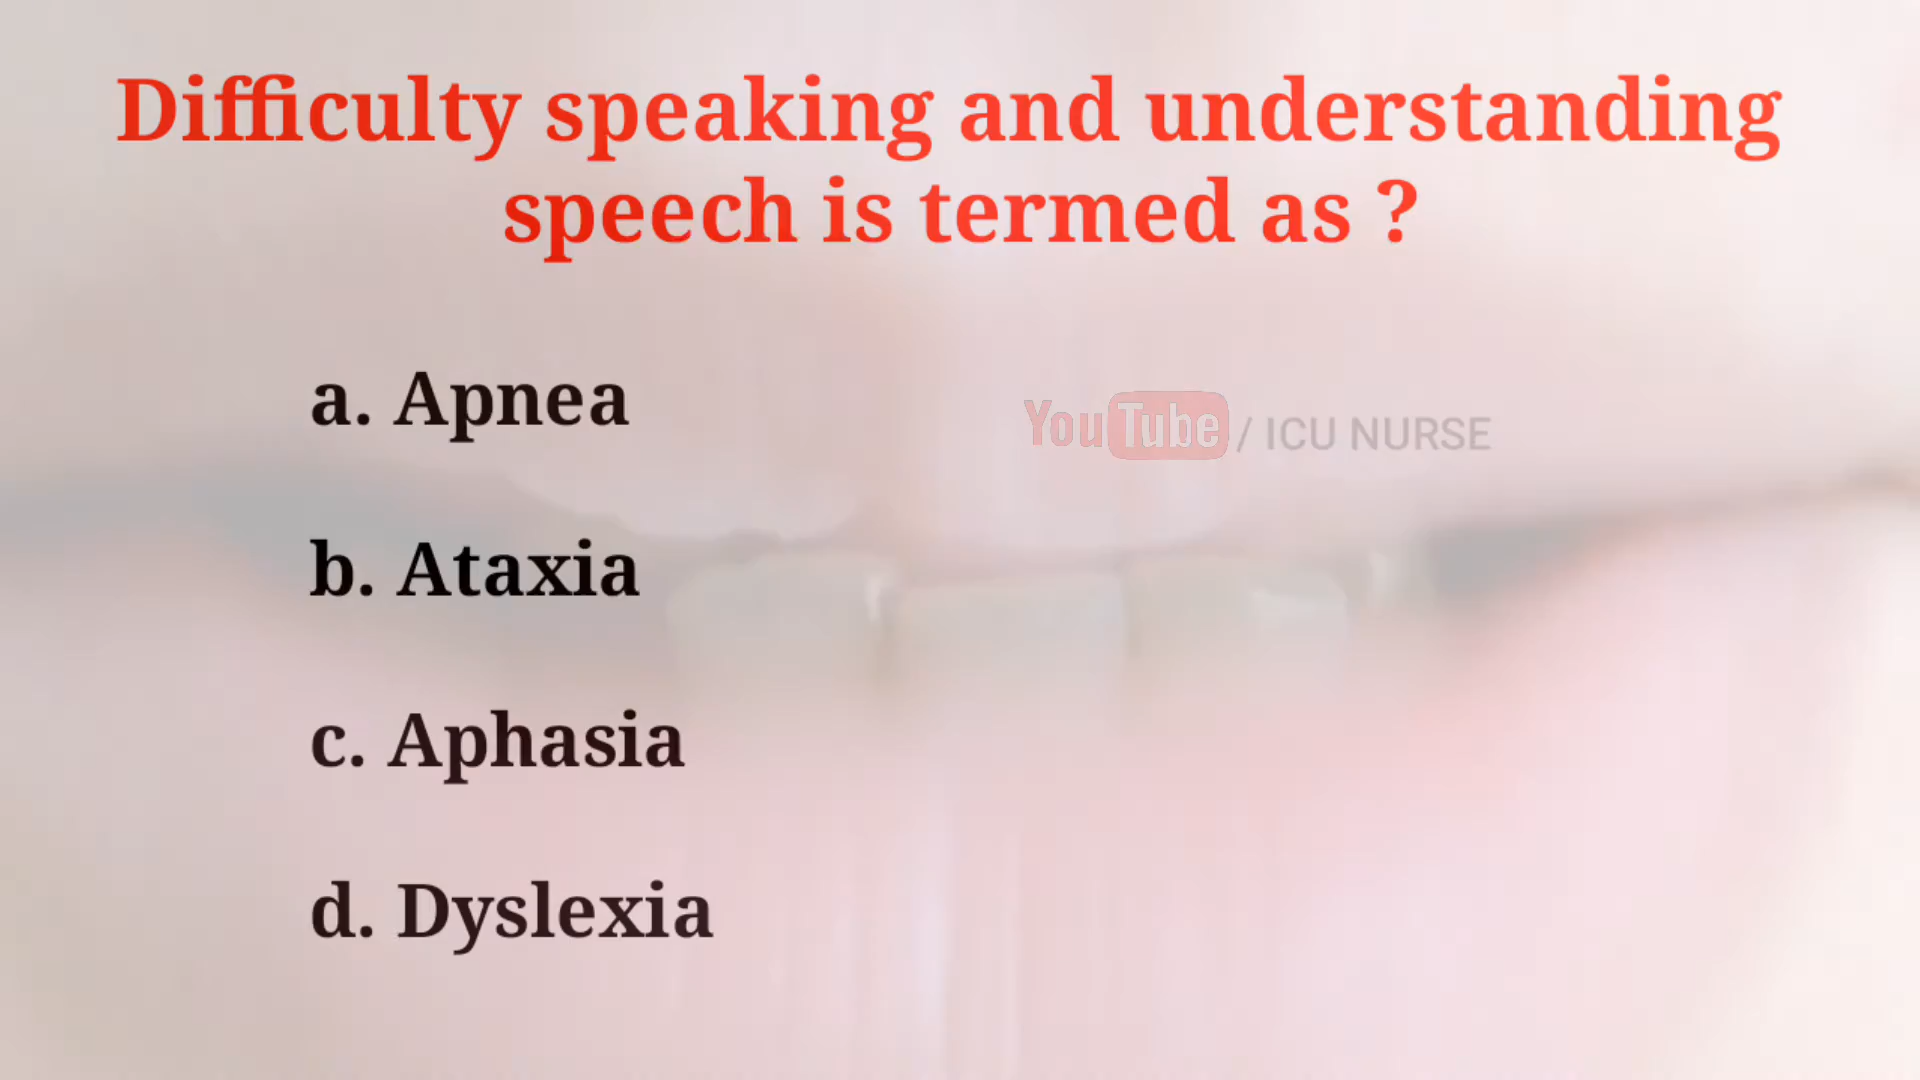 Difficulty speaking and understanding
speech is termed as ?
a. Apnea
YouTube / ICU NURSE
b. Ataxia
c. Aphasia
d. Dyslexia